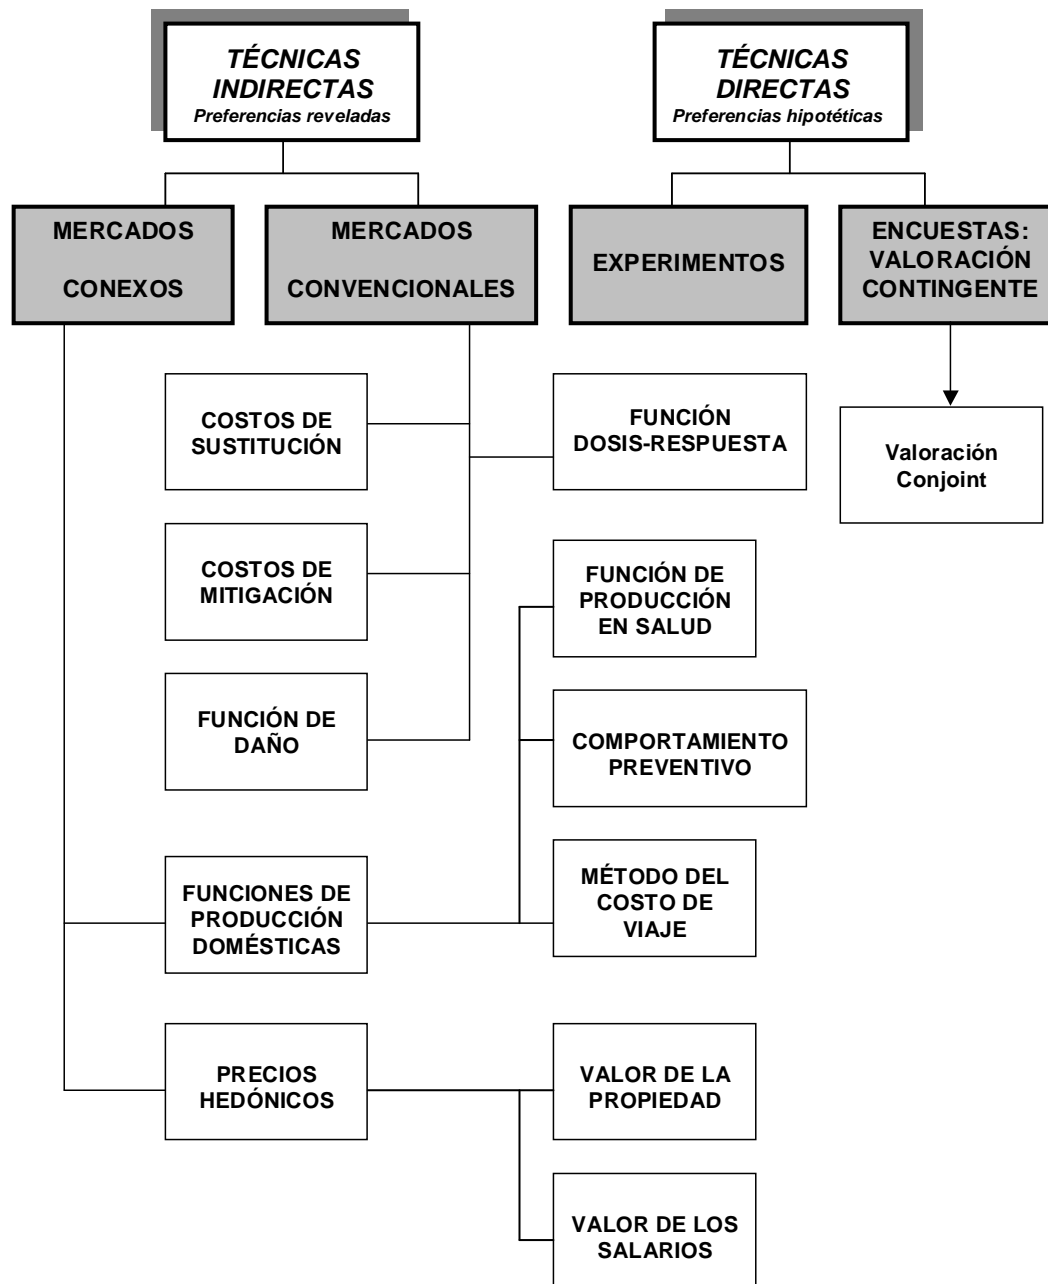 TÉCNICAS
INDIRECTAS
Preferencias reveladas
TÉCNICAS
DIRECTAS
Preferencias hipotéticas
MERCADOS
CONEXOS
MERCADOS
CONVENCIONALES
EXPERIMENTOS
ENCUESTAS:
VALORACIÓN
CONTINGENTE
COSTOS DE
SUSTITUCIÓN
FUNCIÓN
DOSIS-RESPUESTA
Valoración
Conjoint
COSTOS DE
MITIGACIÓN
FUNCIÓN DE
PRODUCCIÓN
EN SALUD
FUNCIÓN DE
DAÑO
COMPORTAMIENTO
PREVENTIVO
FUNCIONES DE
PRODUCCIÓN
DOMÉSTICAS
MÉTODO DEL
COSTO DE
VIAJE
PRECIOS
HEDÓNICOS
VALOR DE LA
PROPIEDAD
VALOR DE LOS
SALARIOS